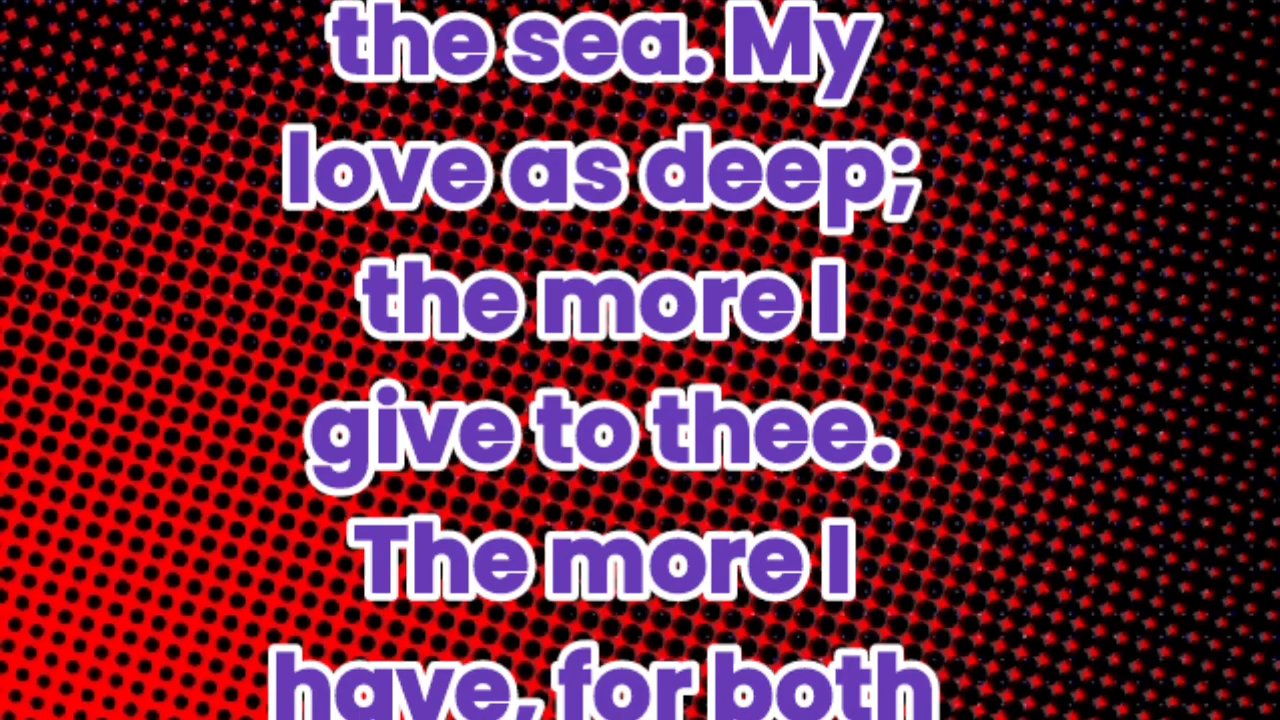 the sea. My
love as deep;
the more I
give to thee.
The more I
have, for both